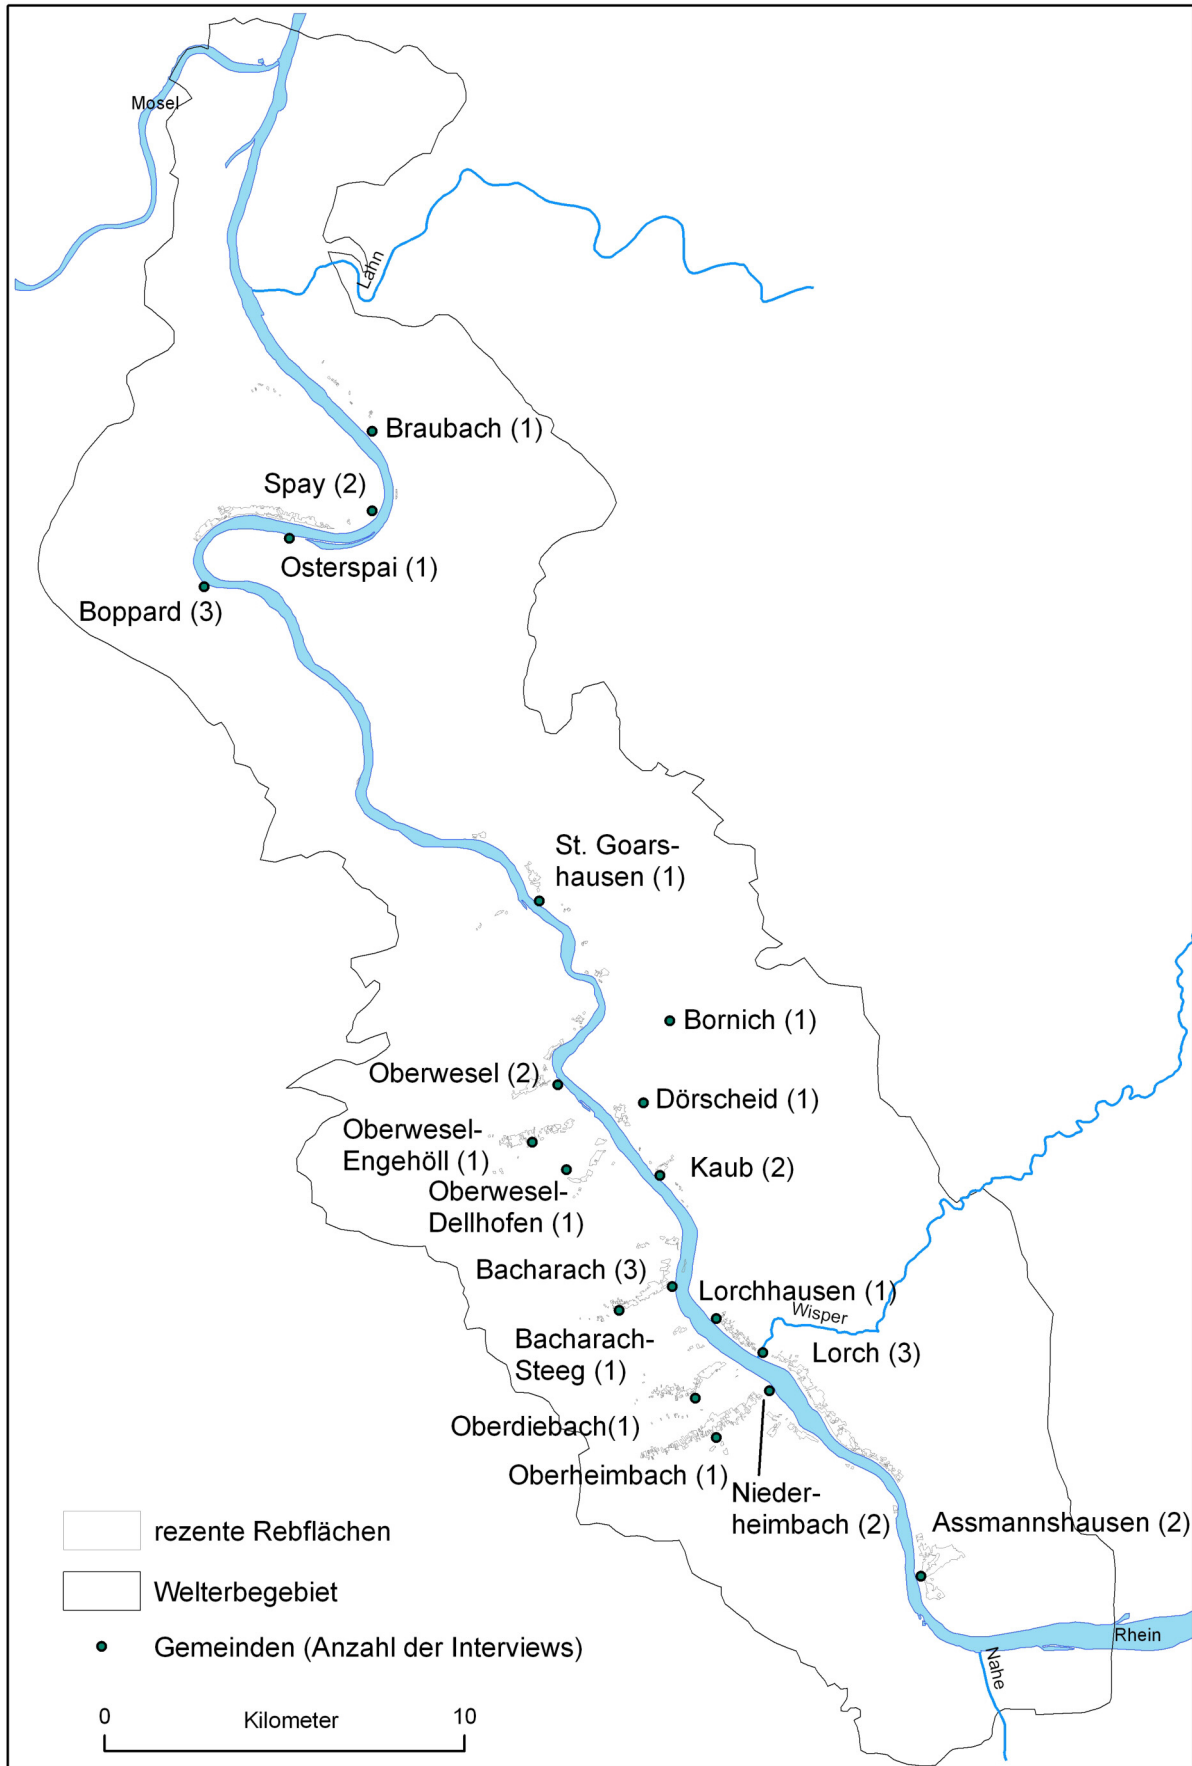 Mosel
Lahn
Braubach (1)
Spay (2)
Osterspai (1)
Boppard (3)
St. Goars-
hausen (1)
Bornich (1)
Oberwesel (2)
Dörscheid (1)
Oberwesel-
Engehöll (1)
Kaub (2)
Oberwesel-
Dellhofen (1)
Bacharach (3)
Lorchhausen (1)
Wisper
Bacharach-
Steeg (1)
Lorch (3)
Oberdiebach(1)
Oberheimbach (1)
Nieder-
heimbach (2)
Assmannshausen (2)
rezente Rebflächen
Welterbegebiet
Gemeinden (Anzahl der Interviews)
Rhein
Nahe
0 Kilometer 10